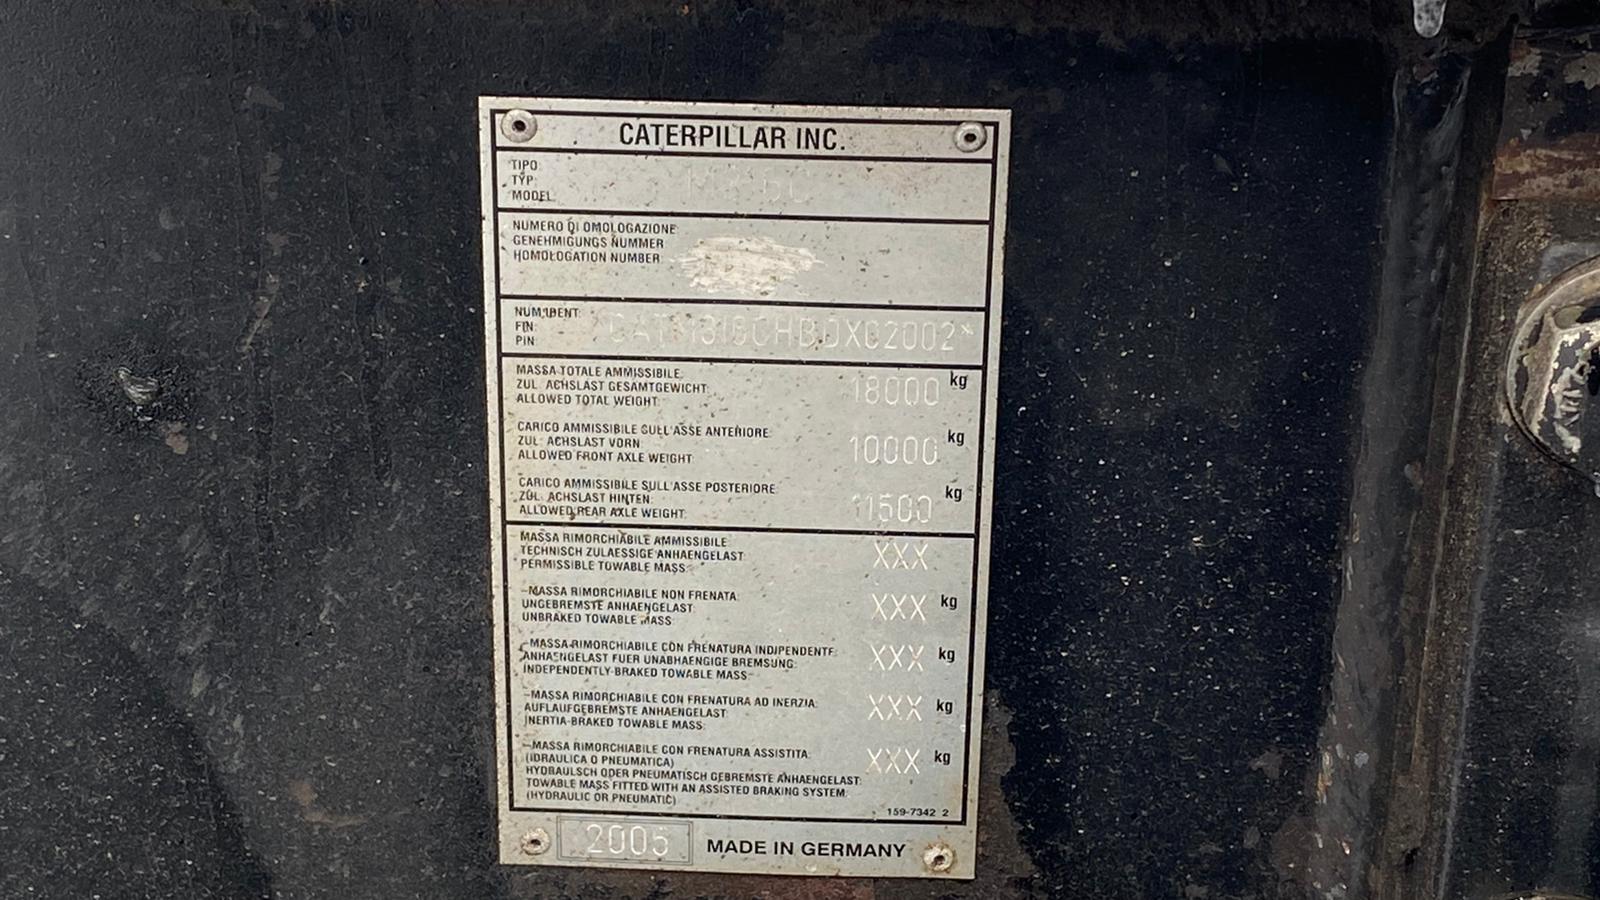 CATERPILLAR INC.
TIPO
TYP
MODEL
NUMERO DI OMOLOGAZIONE
GENEHMIGUNGS NUMMER
HOMOLOGATION NUMBER
NUM.IDENT:
FIN:
PIN
MASSA TOTALE AMMISSIBILE:
ZUL. ACHSLAST GESAMTGEWICHT: 18000 kg
ALLOWED TOTAL WEIGHT:
CARICO AMMISSIBILE SULL'ASSE ANTERIORE:
ZUL. ACHSLAST VORN: 10000 kg
ALLOWED FRONT AXLE WEIGHT:
CARICO AMMISSIBILE SULL'ASSE POSTERIORE:
ZUL. ACHSLAST HINTEN: 11500 kg
ALLOWED REAR AXLE WEIGHT:
MASSA RIMORCHIABILE AMMISSIBILE:
TECHNISCH ZULAESSIGE ANHAENGELAST: XXX
PERMISSIBLE TOWABLE MASS:
-MASSA RIMORCHIABILE NON FRENATA:
UNGEBREMSTE ANHAENGELAST: XXX kg
UNBRAKED TOWABLE MASS:
-MASSA RIMORCHIABILE CON FRENATURA INDIPENDENTE:
ANHAENGELAST FUER UNABHAENGIGE BREMSUNG: XXX kg
INDEPENDENTLY-BRAKED TOWABLE MASS-
-MASSA RIMORCHIABILE CON FRENATURA AD INERZIA:
AUFLAUFGEBREMSTE ANHAENGELAST: XXX kg
INERTIA-BRAKED TOWABLE MASS:
-MASSA RIMORCHIABILE CON FRENATURA ASSISTITA:
(IDRAULICA O PNEUMATICA) XXX kg
HYDRAULSCH ODER PNEUMATISCH GEBREMSTE ANHAENGELAST:
TOWABLE MASS FITTED WITH AN ASSISTED BRAKING SYSTEM:
(HYDRAULIC OR PNEUMATIC)
159-7342 2
2005 MADE IN GERMANY